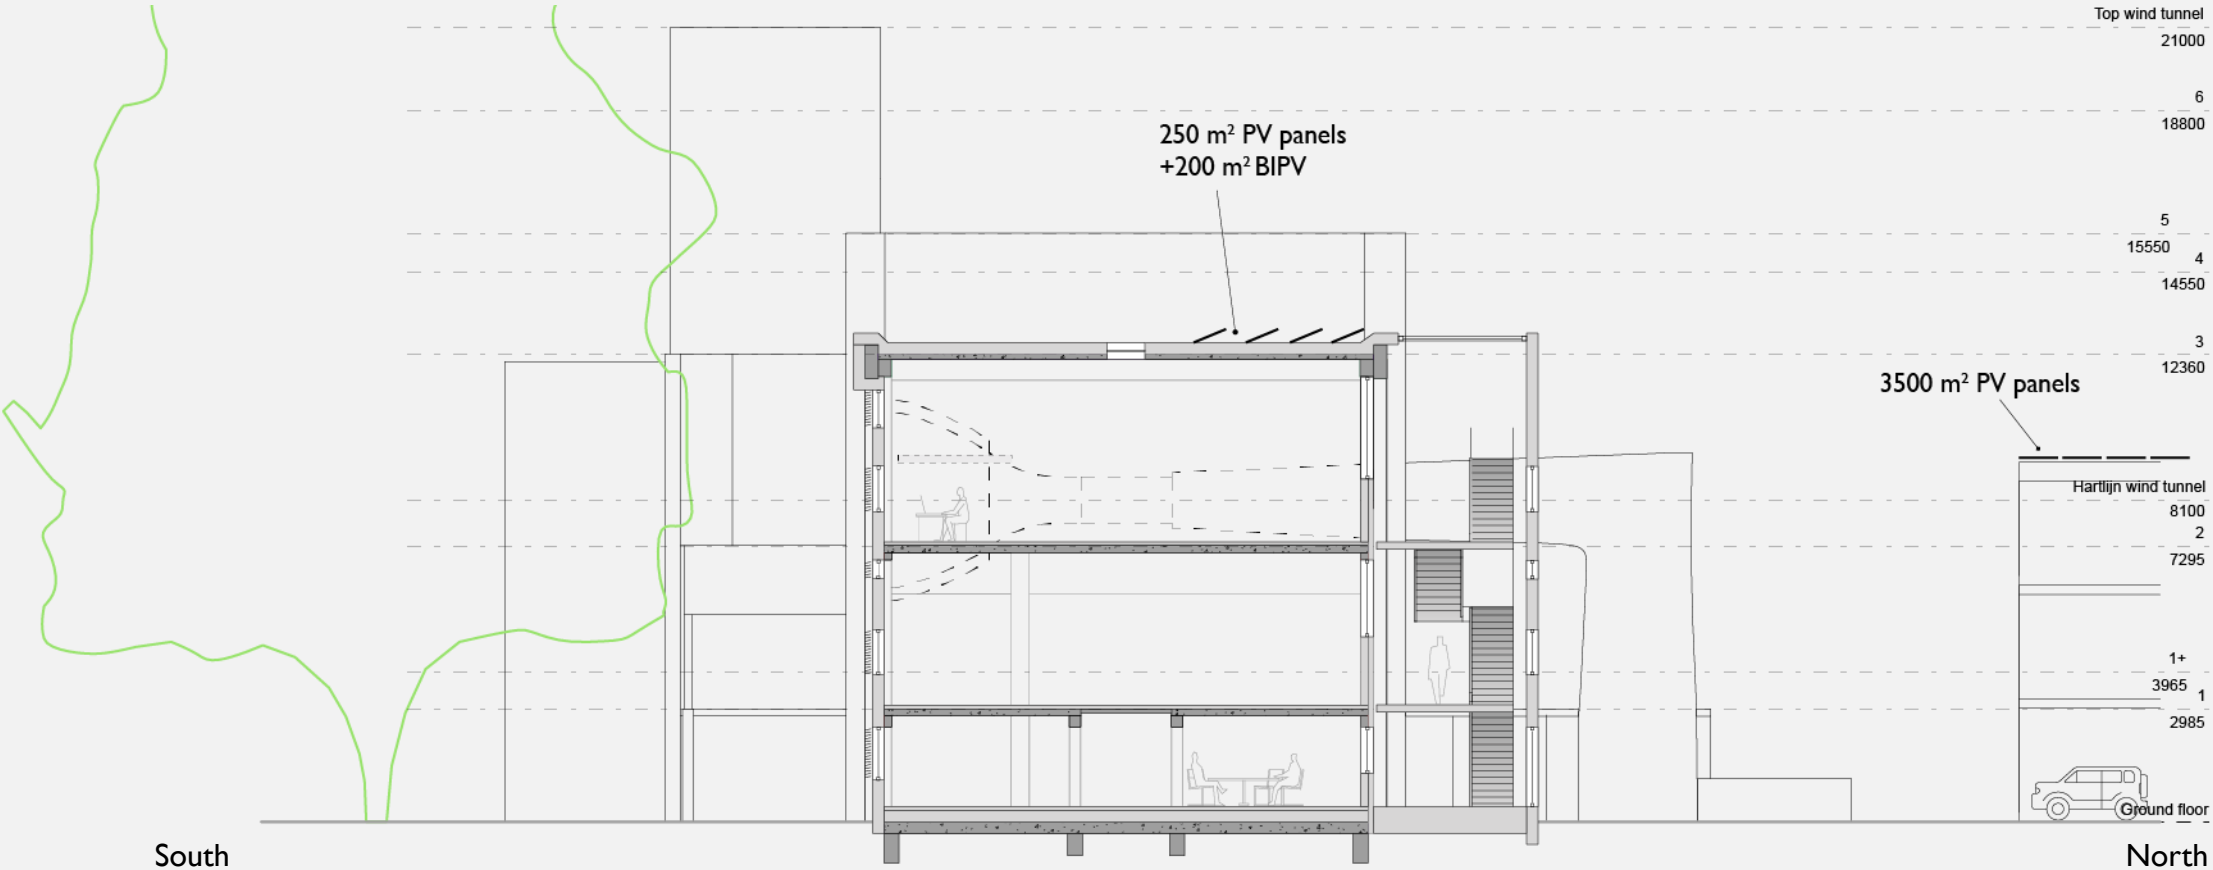 Top wind tunnel
21000
6
18800
250 m² PV panels
+200 m² BIPV
5
15550
4
14550
3
12360
3500 m² PV panels
Hartlijn wind tunnel
8100
2
7295
1+
3965
1
2985
Ground floor
South
North